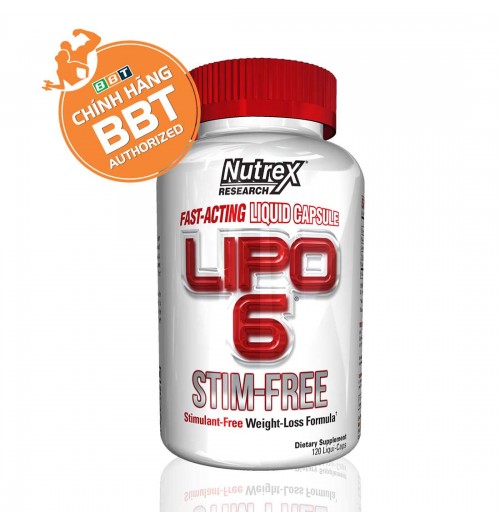 BBT
CHÍNH HÃNG
BBT
AUTHORIZED
Nutrex
RESEARCH
FAST-ACTING LIQUID CAPSULE
LIPO
6®
STIM-FREE
Stimulant-Free Weight-Loss Formula†
Dietary Supplement
120 Liqui-Caps